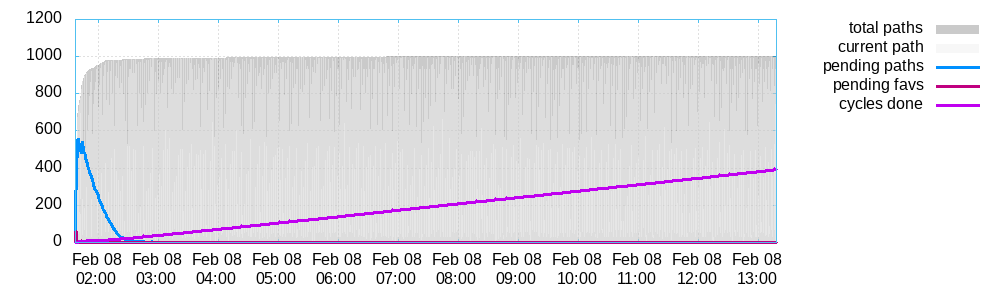 1200
1000
800
600
400
200
0
Feb 08 Feb 08 Feb 08 Feb 08 Feb 08 Feb 08 Feb 08 Feb 08 Feb 08 Feb 08 Feb 08 Feb 08
02:00 03:00 04:00 05:00 06:00 07:00 08:00 09:00 10:00 11:00 12:00 13:00
total paths
current path
pending paths
pending favs
cycles done